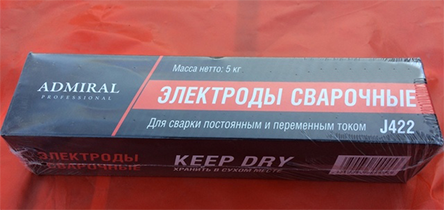 Масса нетто: 5 кг
ADMIRAL
PROFESSIONAL
ЭЛЕКТРОДЫ СВАРОЧНЫЕ
Для сварки постоянным и переменным током J422
ЭЛЕКТРОДЫ
СВАРОЧНЫЕ
KEEP DRY
ХРАНИТЬ В СУХОМ МЕСТЕ